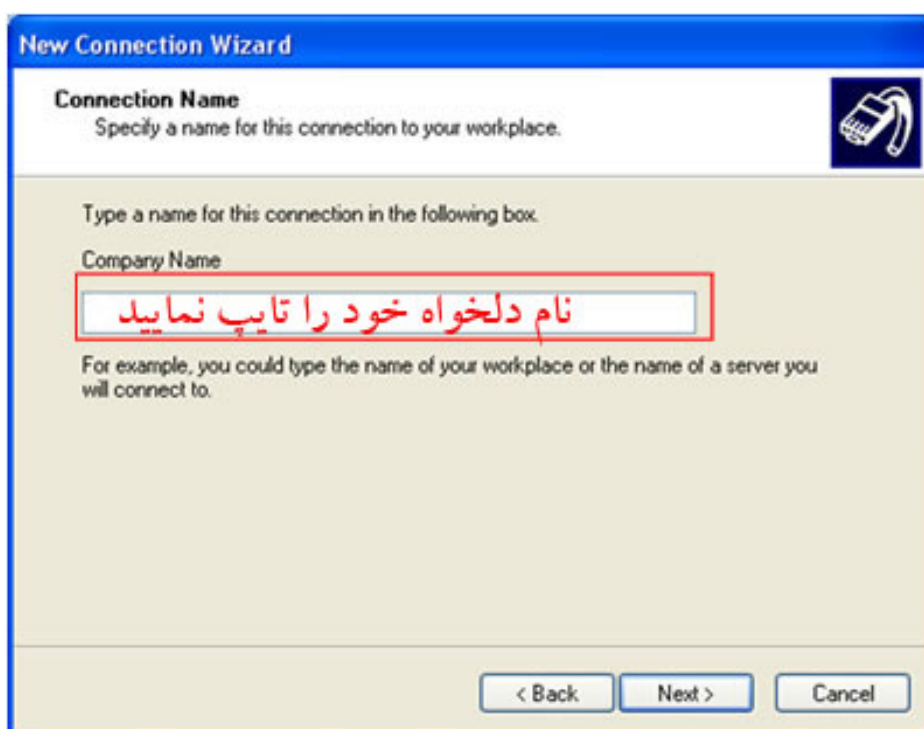 New Connection Wizard
Connection Name
Specify a name for this connection to your workplace.
Type a name for this connection in the following box.
Company Name
نام دلخواه خود را تایپ نمایید
For example, you could type the name of your workplace or the name of a server you
will connect to.
< Back
Next >
Cancel